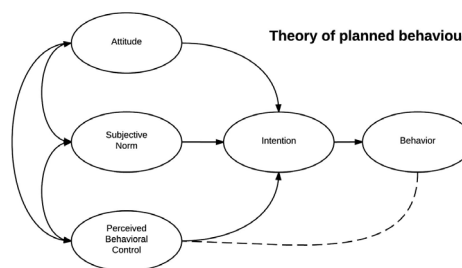 Theory of planned behaviou
Attitude
Subjective
Norm
Intention
Behavior
Perceived
Behavioral
Control